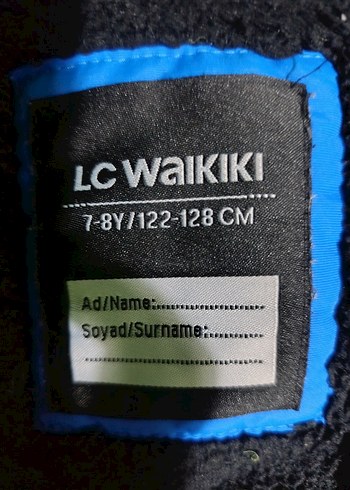 LC WAIKIKI
7-8Y/122-128 CM
Ad/Name:
Soyad/Surname: